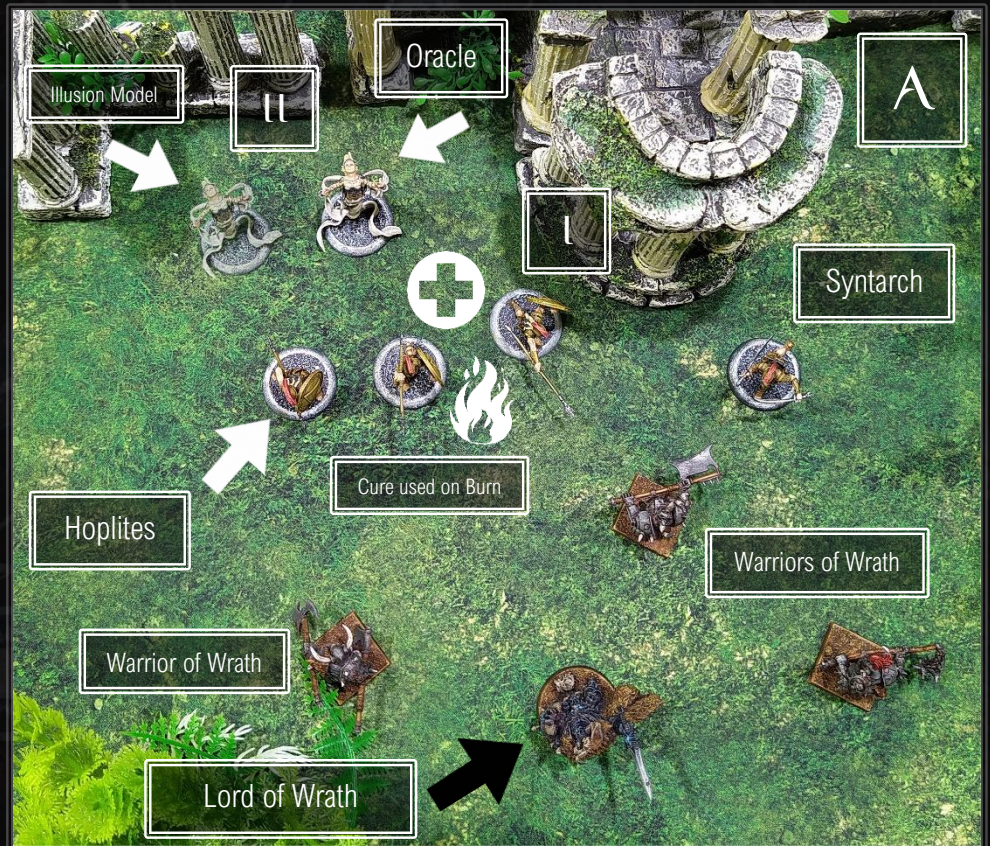 Oracle
Illusion Model
II
A
I
Syntarch
Cure used on Burn
Hoplites
Warriors of Wrath
Warrior of Wrath
Lord of Wrath